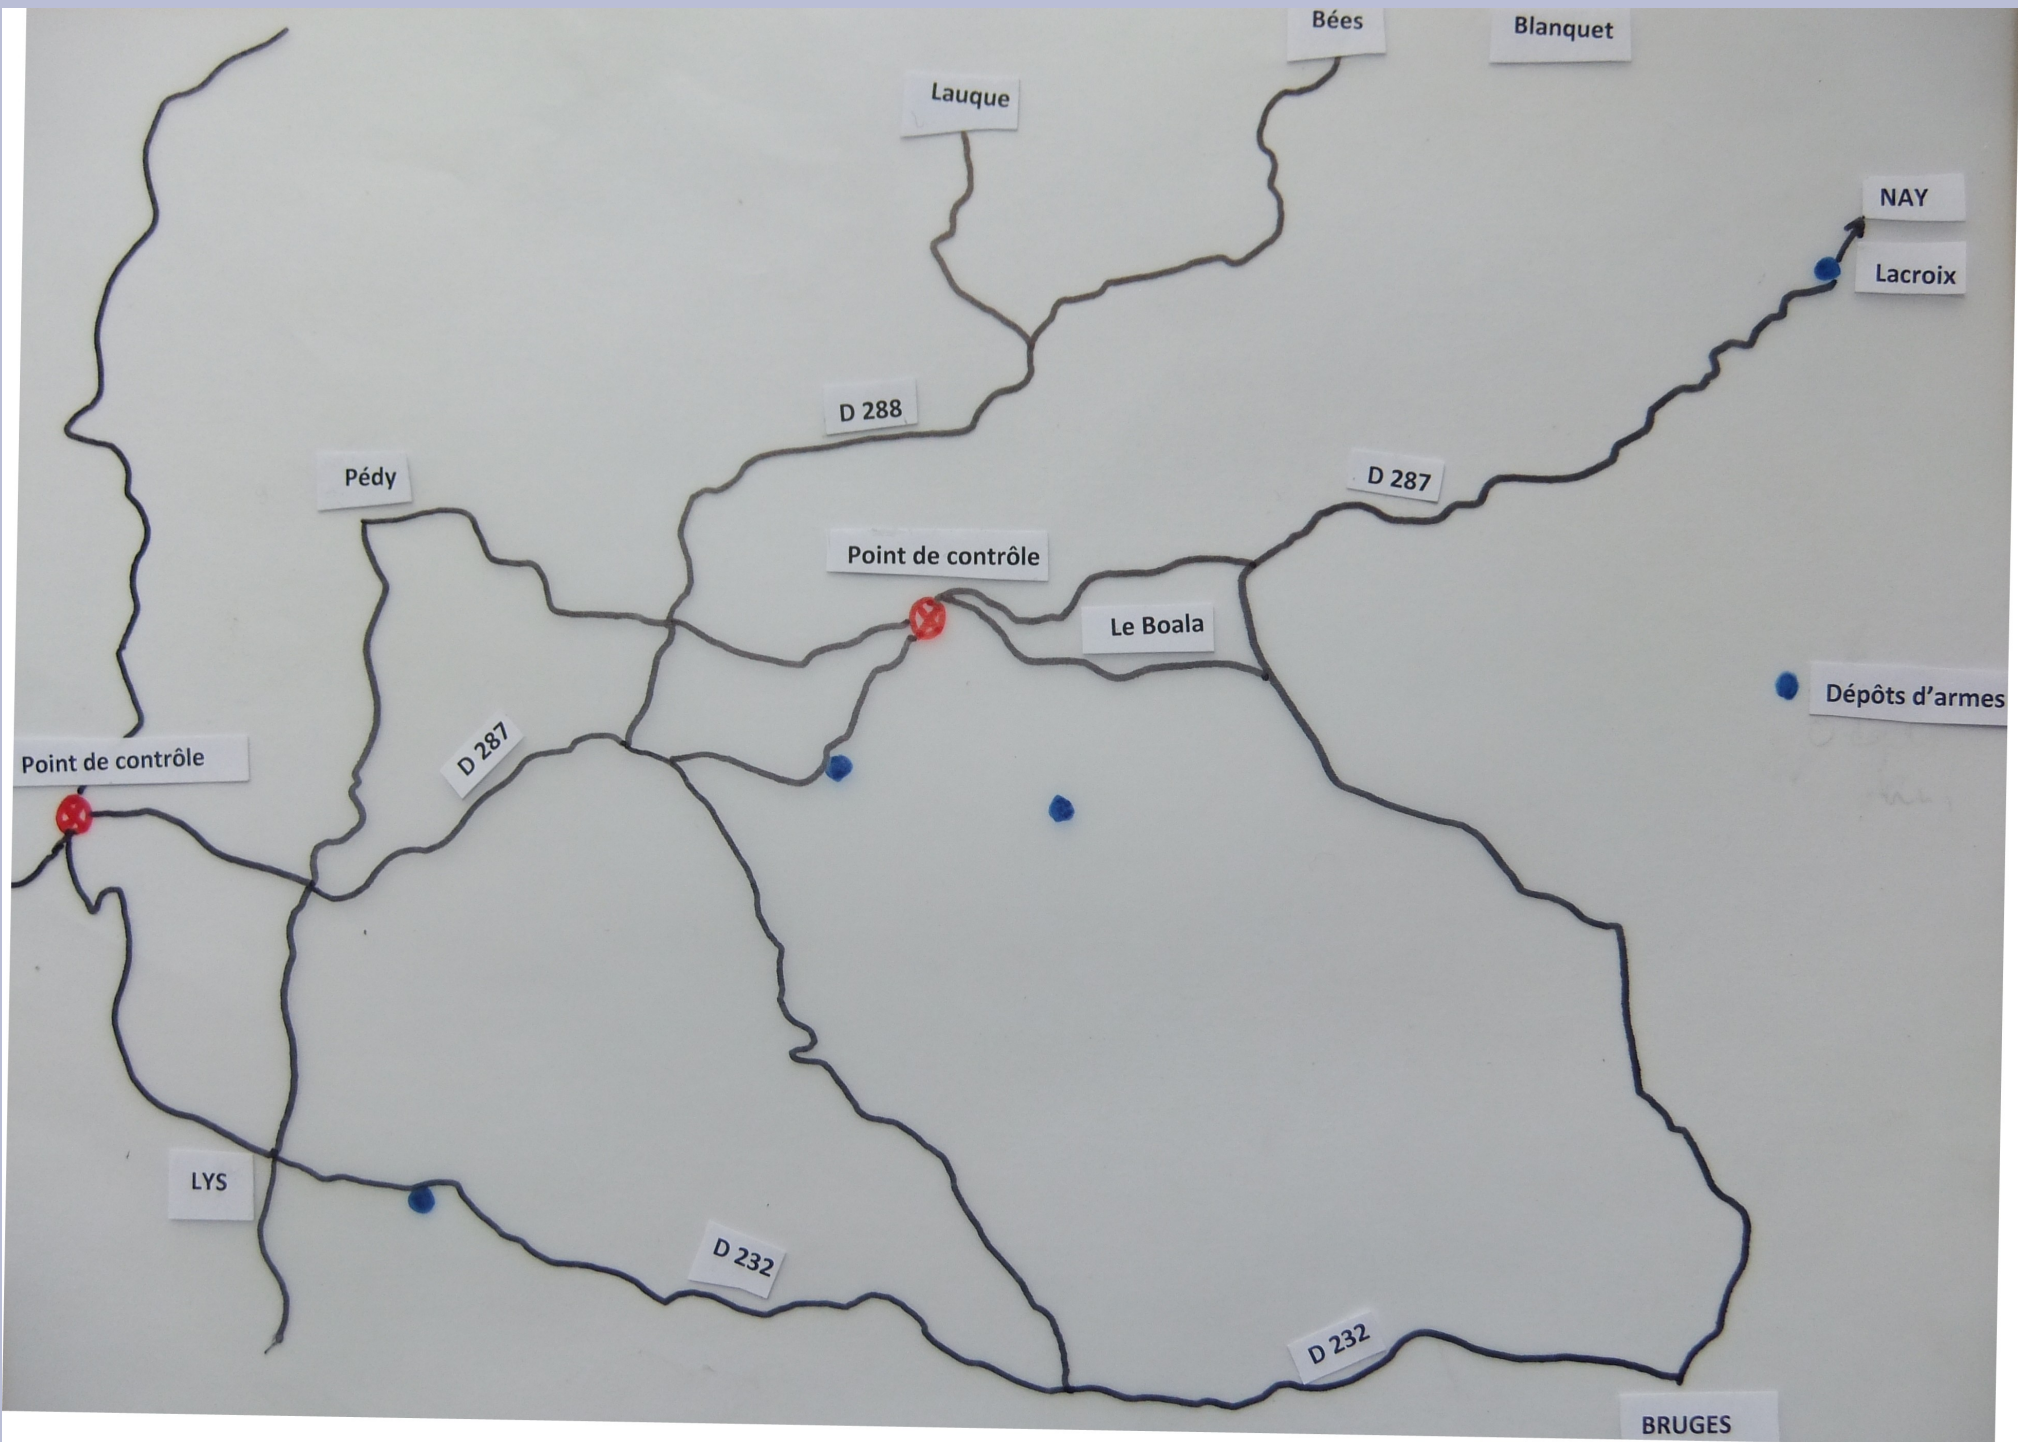 Bées
Blanquet
Lauque
NAY
Lacroix
D 288
Pédy
D 287
Point de contrôle
Le Boala
Dépôts d'armes
D 287
Point de contrôle
LYS
D 232
D 232
BRUGES